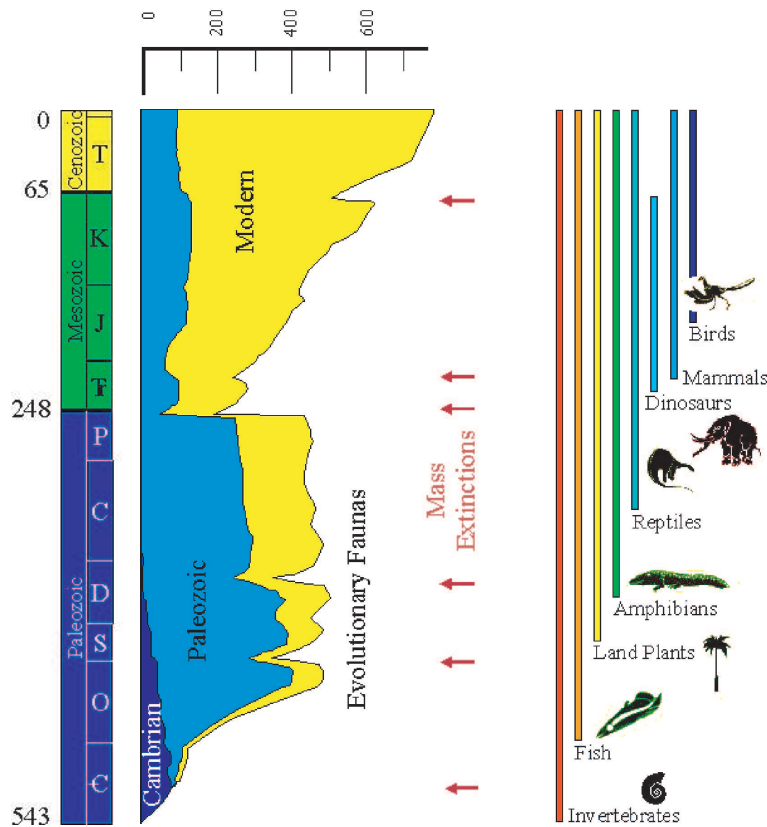 0
200
400
600
0
65
248
543
Cenozoic
Mesozoic
Paleozoic
T
K
J
Tr
P
C
D
S
O
Є
Modern
Paleozoic
Cambrian
Evolutionary Faunas
Mass
Extinctions
Birds
Mammals
Dinosaurs
Reptiles
Amphibians
Land Plants
Fish
Invertebrates